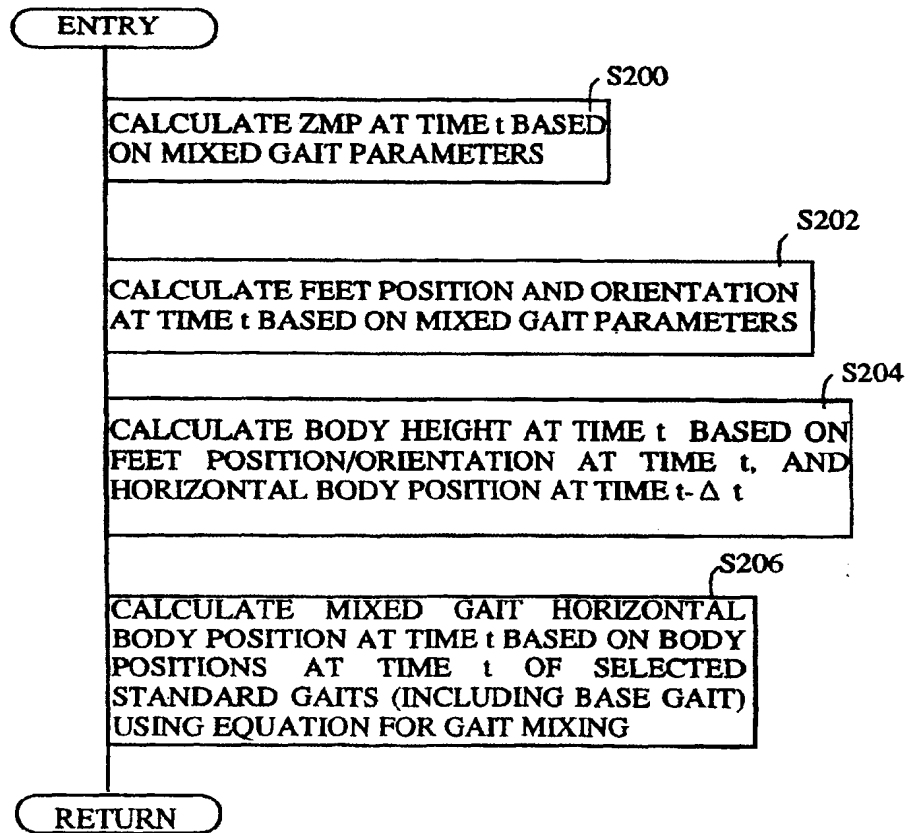 ENTRY
S200
CALCULATE ZMP AT TIME t BASED
ON MIXED GAIT PARAMETERS
S202
CALCULATE FEET POSITION AND ORIENTATION
AT TIME t BASED ON MIXED GAIT PARAMETERS
S204
CALCULATE BODY HEIGHT AT TIME t BASED ON
FEET POSITION/ORIENTATION AT TIME t, AND
HORIZONTAL BODY POSITION AT TIME t-Δ t
S206
CALCULATE MIXED GAIT HORIZONTAL
BODY POSITION AT TIME t BASED ON BODY
POSITIONS AT TIME t OF SELECTED
STANDARD GAITS (INCLUDING BASE GAIT)
USING EQUATION FOR GAIT MIXING
RETURN